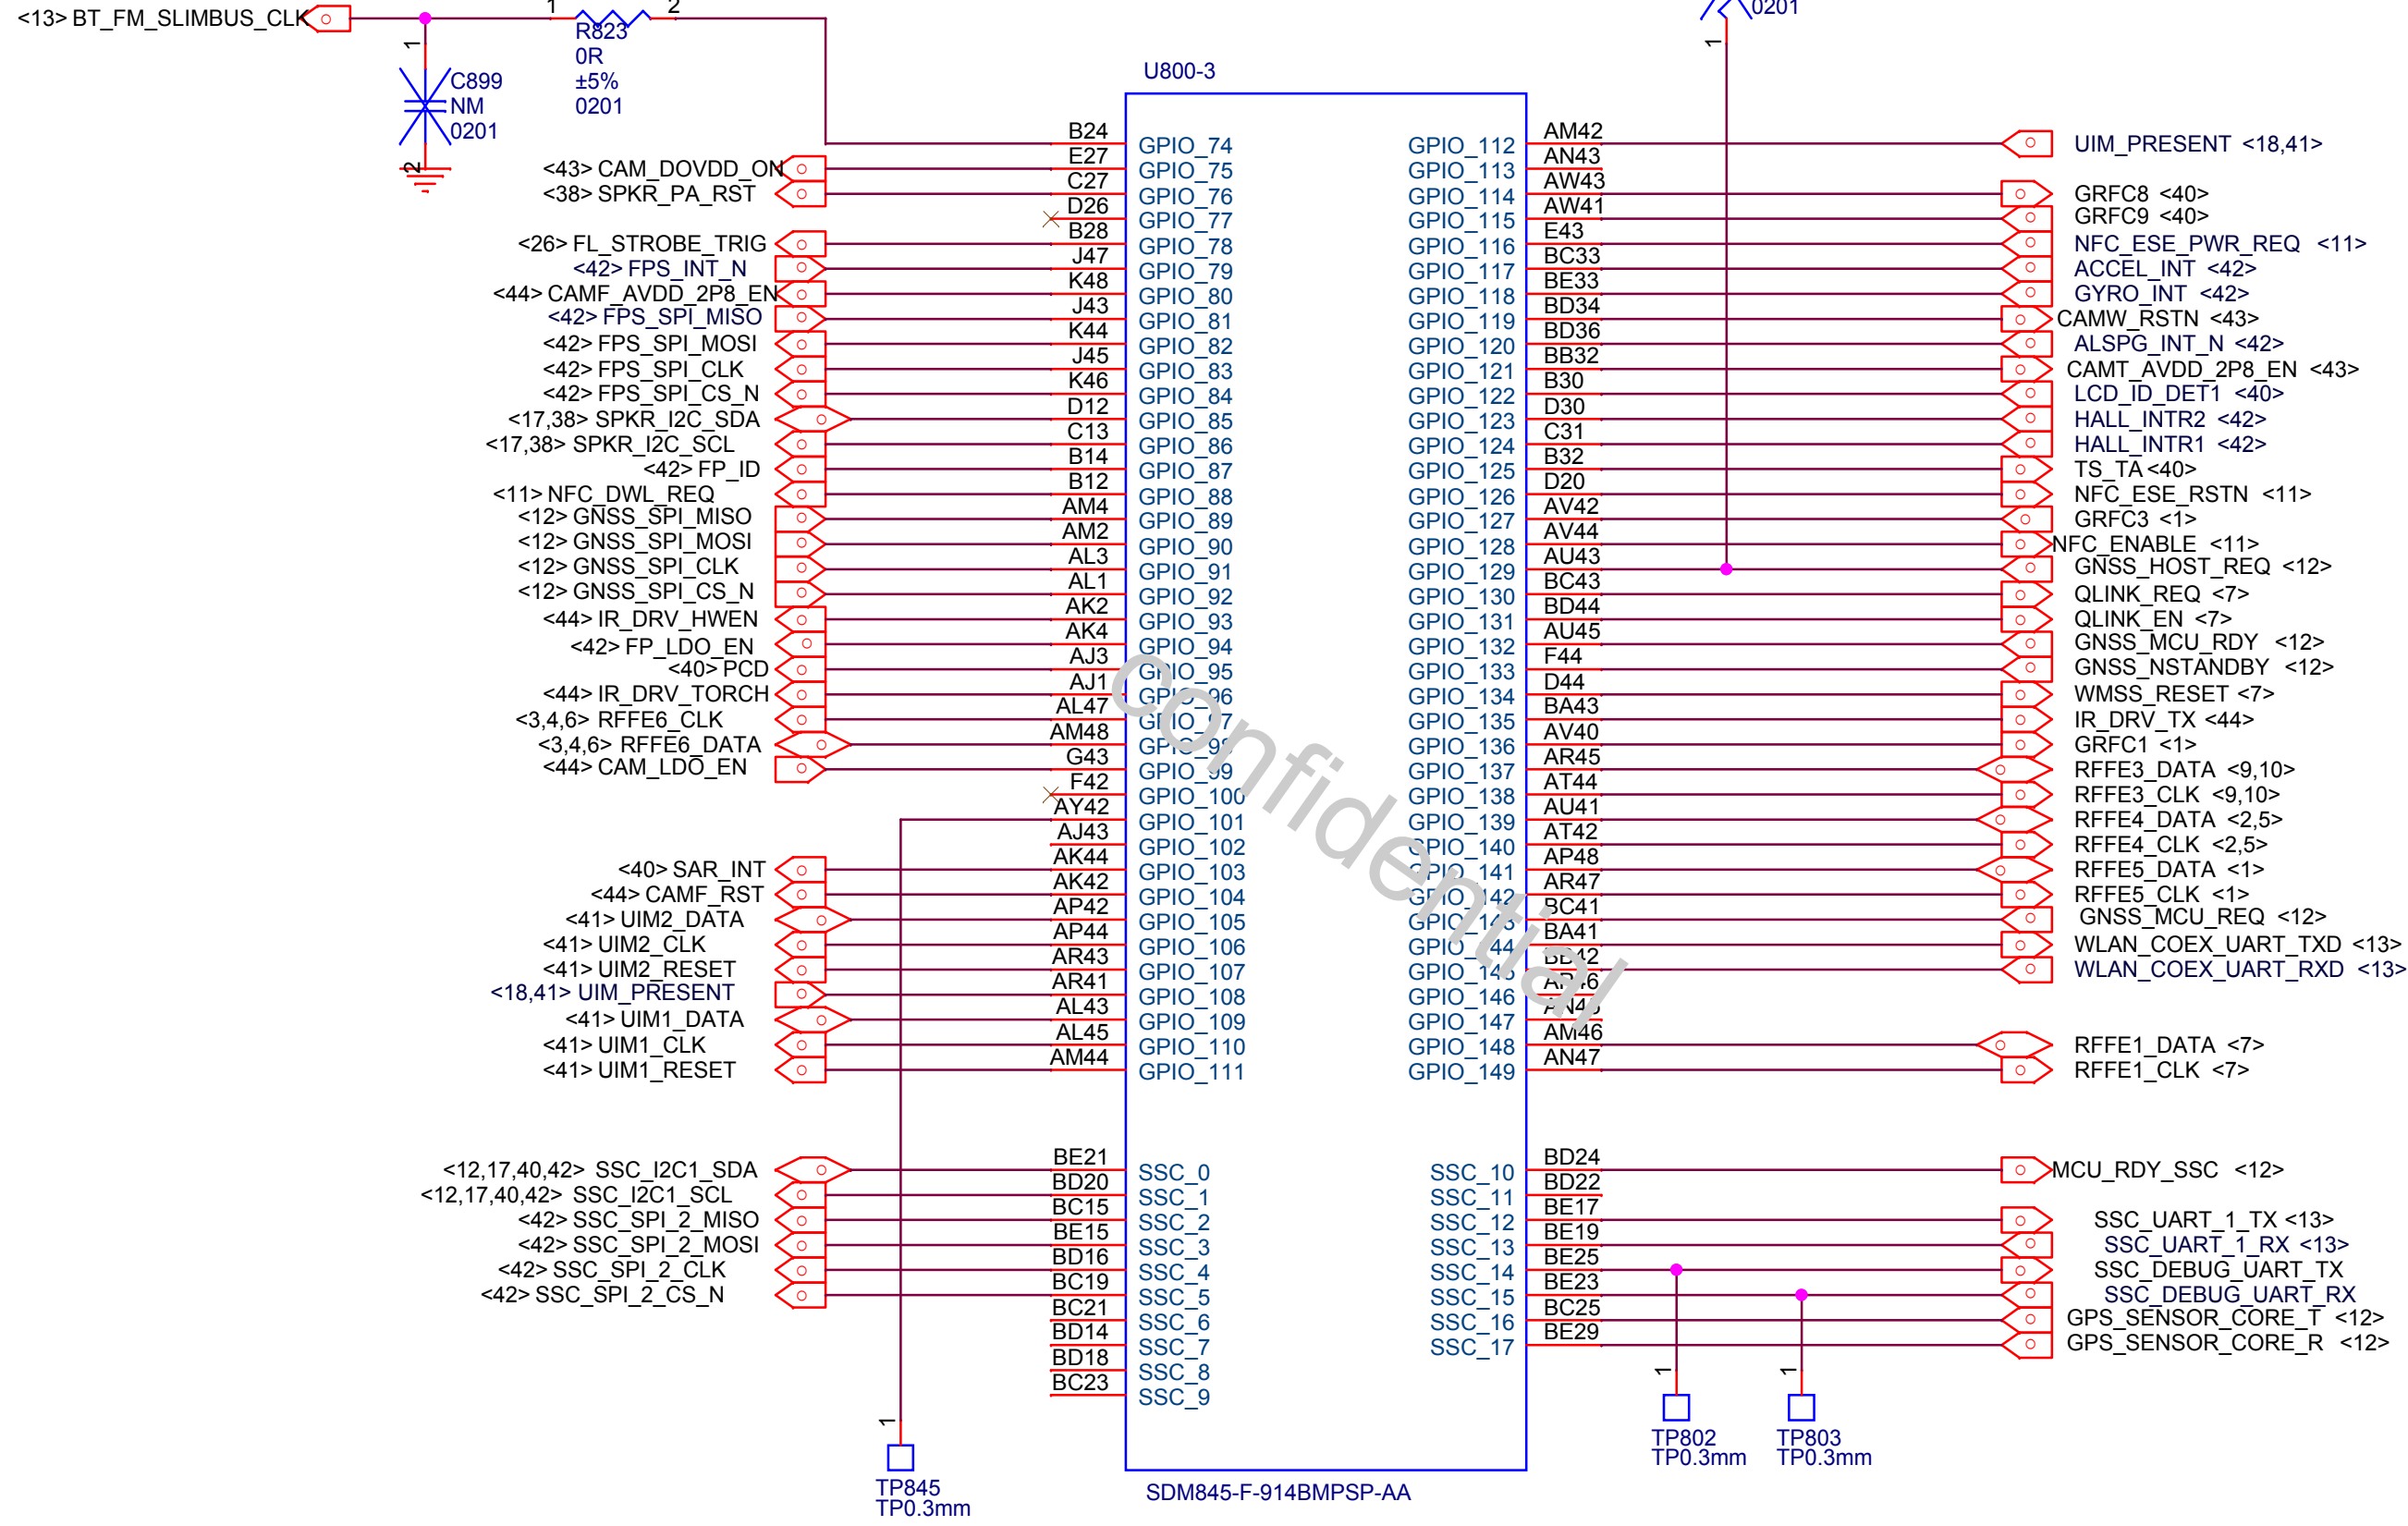 <13> BT_FM_SLIMBUS_CLK
1
2
R823
0R
±5%
0201
1
C899
NM
0201
2
0201
1
U800-3
<43> CAM_DOVDD_ON
<38> SPKR_PA_RST
<26> FL_STROBE_TRIG
<42> FPS_INT_N
<44> CAMF_AVDD_2P8_EN
<42> FPS_SPI_MISO
<42> FPS_SPI_MOSI
<42> FPS_SPI_CLK
<42> FPS_SPI_CS_N
<17,38> SPKR_I2C_SDA
<17,38> SPKR_I2C_SCL
<42> FP_ID
<11> NFC_DWL_REQ
<12> GNSS_SPI_MISO
<12> GNSS_SPI_MOSI
<12> GNSS_SPI_CLK
<12> GNSS_SPI_CS_N
<44> IR_DRV_HWEN
<42> FP_LDO_EN
<40> PCD
<44> IR_DRV_TORCH
<3,4,6> RFFE6_CLK
<3,4,6> RFFE6_DATA
<44> CAM_LDO_EN
<40> SAR_INT
<44> CAMF_RST
<41> UIM2_DATA
<41> UIM2_CLK
<41> UIM2_RESET
<18,41> UIM_PRESENT
<41> UIM1_DATA
<41> UIM1_CLK
<41> UIM1_RESET
<12,17,40,42> SSC_I2C1_SDA
<12,17,40,42> SSC_I2C1_SCL
<42> SSC_SPI_2_MISO
<42> SSC_SPI_2_MOSI
<42> SSC_SPI_2_CLK
<42> SSC_SPI_2_CS_N
B24 GPIO_74
E27 GPIO_75
C27 GPIO_76
D26 GPIO_77
B28 GPIO_78
J47 GPIO_79
K48 GPIO_80
J43 GPIO_81
K44 GPIO_82
J45 GPIO_83
K46 GPIO_84
D12 GPIO_85
C13 GPIO_86
B14 GPIO_87
B12 GPIO_88
AM4 GPIO_89
AM2 GPIO_90
AL3 GPIO_91
AL1 GPIO_92
AK2 GPIO_93
AK4 GPIO_94
AJ3 GPIO_95
AJ1 GPIO_96
AL47 GPIO_97
AM48 GPIO_98
G43 GPIO_99
F42 GPIO_100
AY42 GPIO_101
AJ43 GPIO_102
AK44 GPIO_103
AK42 GPIO_104
AP42 GPIO_105
AP44 GPIO_106
AR43 GPIO_107
AR41 GPIO_108
AL43 GPIO_109
AL45 GPIO_110
AM44 GPIO_111
BE21 SSC_0
BD20 SSC_1
BC15 SSC_2
BE15 SSC_3
BD16 SSC_4
BC19 SSC_5
BC21 SSC_6
BD14 SSC_7
BD18 SSC_8
BC23 SSC_9
confidential
GPIO_112 AM42
GPIO_113 AN43
GPIO_114 AW43
GPIO_115 AW41
GPIO_116 E43
GPIO_117 BC33
GPIO_118 BE33
GPIO_119 BD34
GPIO_120 BD36
GPIO_121 BB32
GPIO_122 B30
GPIO_123 D30
GPIO_124 C31
GPIO_125 B32
GPIO_126 D20
GPIO_127 AV42
GPIO_128 AV44
GPIO_129 AU43
GPIO_130 BC43
GPIO_131 BD44
GPIO_132 AU45
GPIO_133 F44
GPIO_134 D44
GPIO_135 BA43
GPIO_136 AV40
GPIO_137 AR45
GPIO_138 AT44
GPIO_139 AU41
GPIO_140 AT42
GPIO_141 AP48
GPIO_142 AR47
GPIO_143 BC41
GPIO_144 BA41
GPIO_145 BB42
GPIO_146
GPIO_147
GPIO_148 AM46
GPIO_149 AN47
SSC_10 BD24
SSC_11 BD22
SSC_12 BE17
SSC_13 BE19
SSC_14 BE25
SSC_15 BE23
SSC_16 BC25
SSC_17 BE29
UIM_PRESENT <18,41>
GRFC8 <40>
GRFC9 <40>
NFC_ESE_PWR_REQ <11>
ACCEL_INT <42>
GYRO_INT <42>
CAMW_RSTN <43>
ALSPG_INT_N <42>
CAMT_AVDD_2P8_EN <43>
LCD_ID_DET1 <40>
HALL_INTR2 <42>
HALL_INTR1 <42>
TS_TA <40>
NFC_ESE_RSTN <11>
GRFC3 <1>
NFC_ENABLE <11>
GNSS_HOST_REQ <12>
QLINK_REQ <7>
QLINK_EN <7>
GNSS_MCU_RDY <12>
GNSS_NSTANDBY <12>
WMSS_RESET <7>
IR_DRV_TX <44>
GRFC1 <1>
RFFE3_DATA <9,10>
RFFE3_CLK <9,10>
RFFE4_DATA <2,5>
RFFE4_CLK <2,5>
RFFE5_DATA <1>
RFFE5_CLK <1>
GNSS_MCU_REQ <12>
WLAN_COEX_UART_TXD <13>
WLAN_COEX_UART_RXD <13>
RFFE1_DATA <7>
RFFE1_CLK <7>
MCU_RDY_SSC <12>
SSC_UART_1_TX <13>
SSC_UART_1_RX <13>
SSC_DEBUG_UART_TX
SSC_DEBUG_UART_RX
GPS_SENSOR_CORE_T <12>
GPS_SENSOR_CORE_R <12>
1
TP845
TP0.3mm
1
TP802
TP0.3mm
1
TP803
TP0.3mm
SDM845-F-914BMPSP-AA